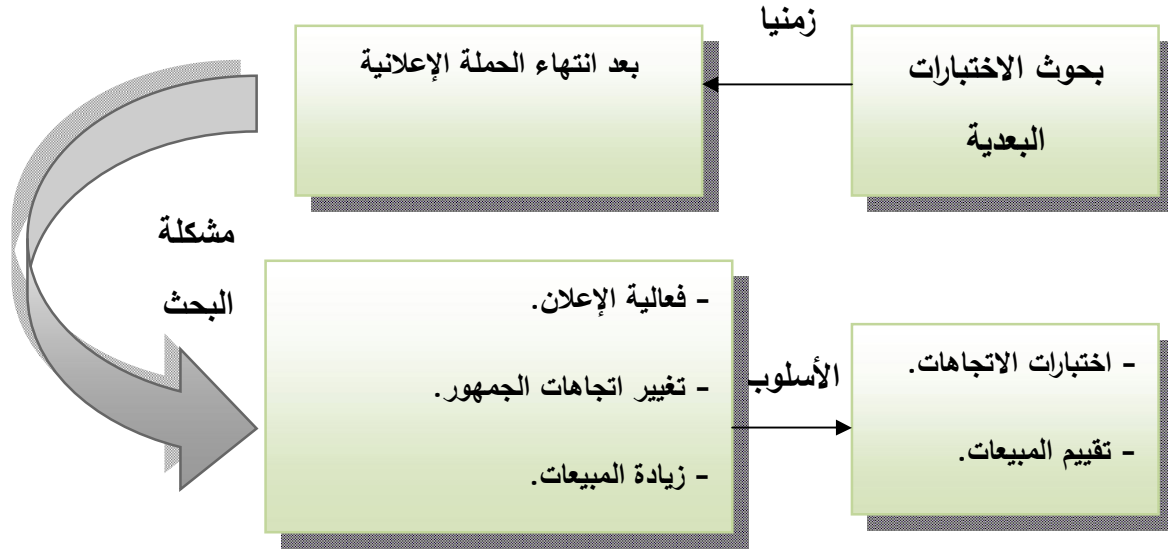 زمنيا
بحوث الاختبارات
البعدية
بعد انتهاء الحملة الإعلانية
مشكلة
البحث
- فعالية الإعلان.
- تغيير اتجاهات الجمهور.
- زيادة المبيعات.
الأسلوب
- اختبارات الاتجاهات.
- تقييم المبيعات.